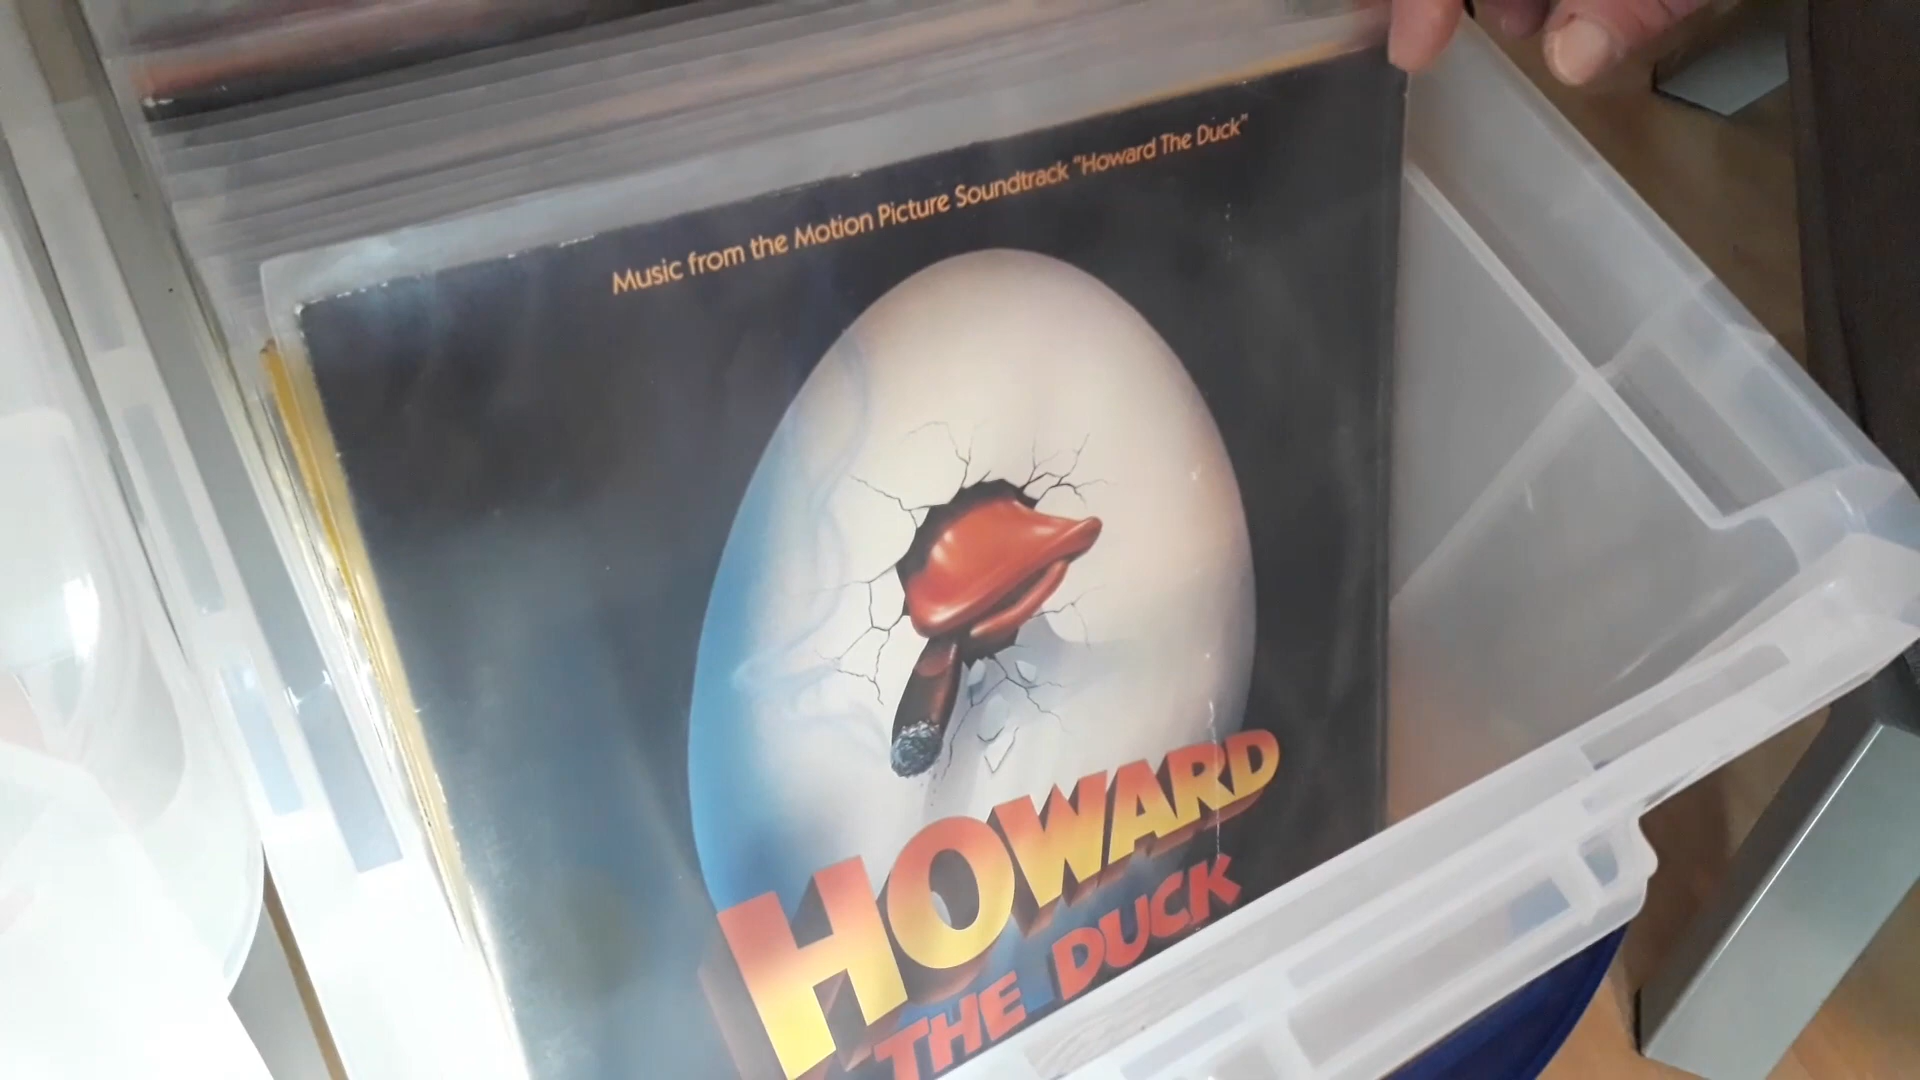 Music from the Motion Picture Soundtrack "Howard The Duck"
HOWARD
THE DUCK